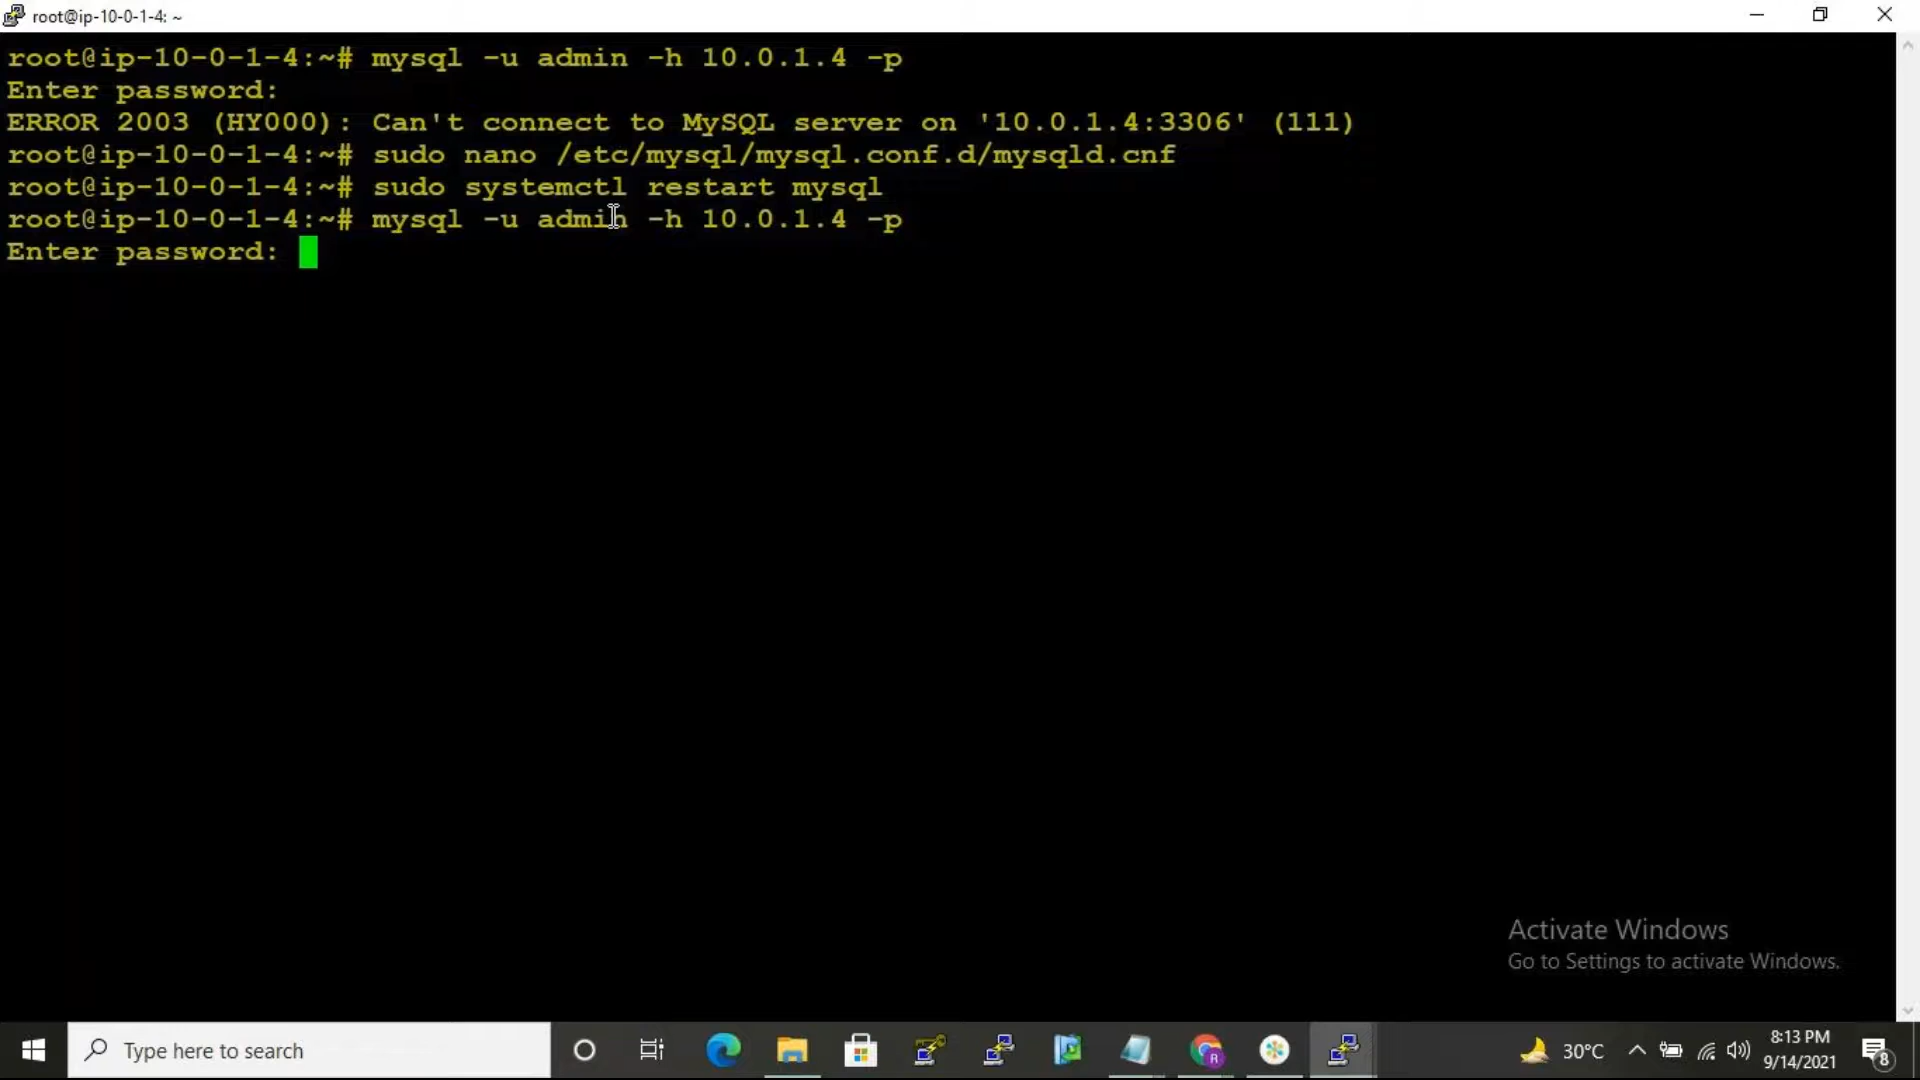 root@ip-10-0-1-4: ~
root@ip-10-0-1-4:~# mysql -u admin -h 10.0.1.4 -p
Enter password:
ERROR 2003 (HY000): Can't connect to MySQL server on '10.0.1.4:3306' (111)
root@ip-10-0-1-4:~# sudo nano /etc/mysql/mysql.conf.d/mysqld.cnf
root@ip-10-0-1-4:~# sudo systemctl restart mysql
root@ip-10-0-1-4:~# mysql -u admin -h 10.0.1.4 -p
Enter password:
Activate Windows
Go to Settings to activate Windows.
Type here to search
R
30°C
8:13 PM
9/14/2021
8